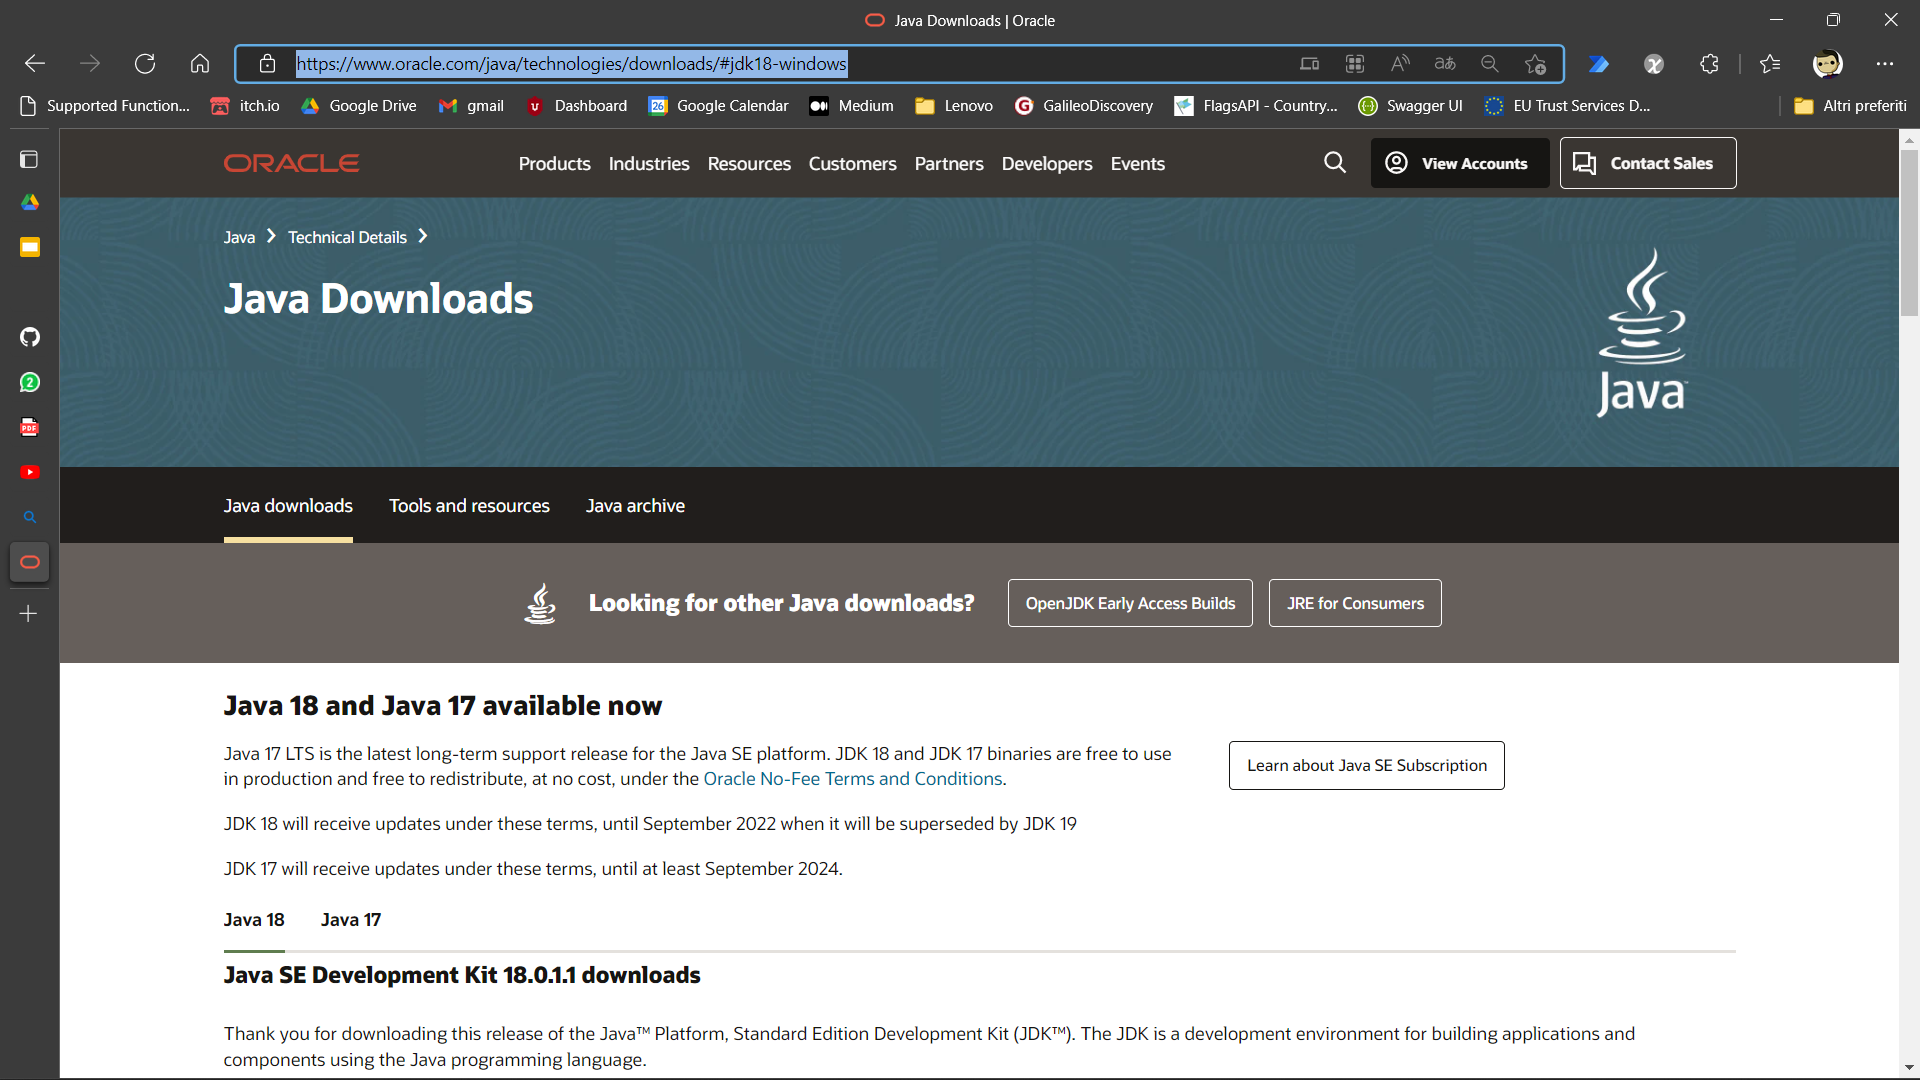 Java Downloads | Oracle
https://www.oracle.com/java/technologies/downloads/#jdk18-windows
Supported Function... itch.io Google Drive gmail Dashboard 26 Google Calendar Medium Lenovo GalileoDiscovery FlagsAPI - Country... Swagger UI EU Trust Services D... Altri preferiti
ORACLE Products Industries Resources Customers Partners Developers Events View Accounts Contact Sales
Java Technical Details
Java Downloads
Java™
2
PDF
Java downloads Tools and resources Java archive
Looking for other Java downloads? OpenJDK Early Access Builds JRE for Consumers
Java 18 and Java 17 available now
Java 17 LTS is the latest long-term support release for the Java SE platform. JDK 18 and JDK 17 binaries are free to use
in production and free to redistribute, at no cost, under the Oracle No-Fee Terms and Conditions.
Learn about Java SE Subscription
JDK 18 will receive updates under these terms, until September 2022 when it will be superseded by JDK 19
JDK 17 will receive updates under these terms, until at least September 2024.
Java 18 Java 17
Java SE Development Kit 18.0.1.1 downloads
Thank you for downloading this release of the Java™ Platform, Standard Edition Development Kit (JDK™). The JDK is a development environment for building applications and
components using the Java programming language.